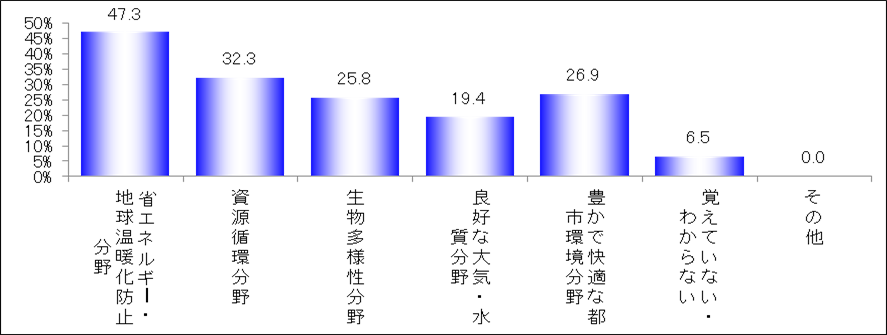 50%
45%
40%
35%
30%
25%
20%
15%
10%
5%
0%
47.3
32.3
25.8
19.4
26.9
6.5
0.0
省エネルギー・
地球温暖化防止
分野
資源循環分野
生物多様性分野
良好な大気・水
質分野
豊かで快適な都
市環境分野
覚えていない・
わからない
その他